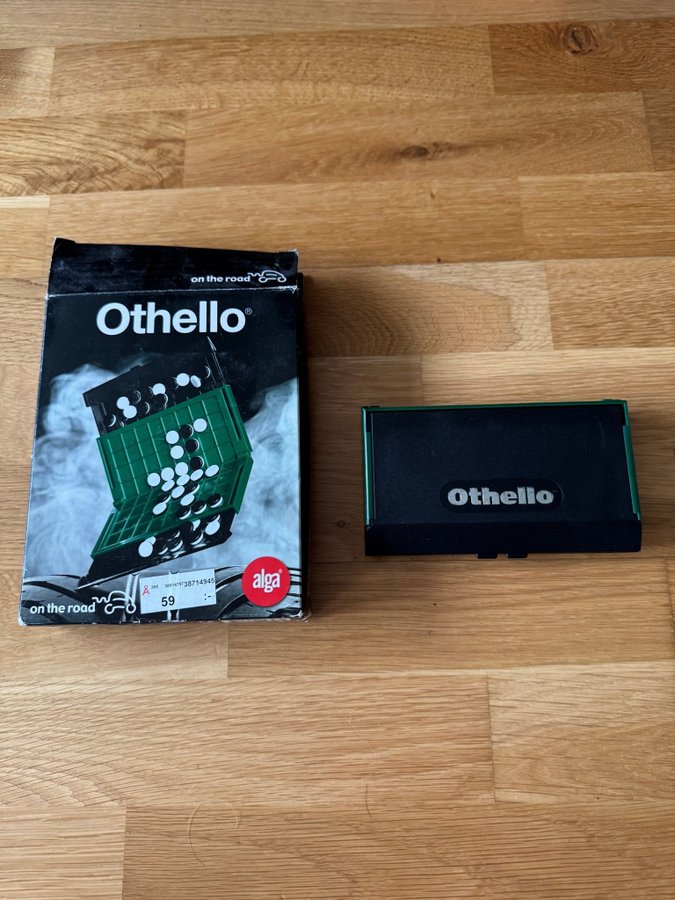 on the road
Othello®
on the road
59 :-
alga®
Othello